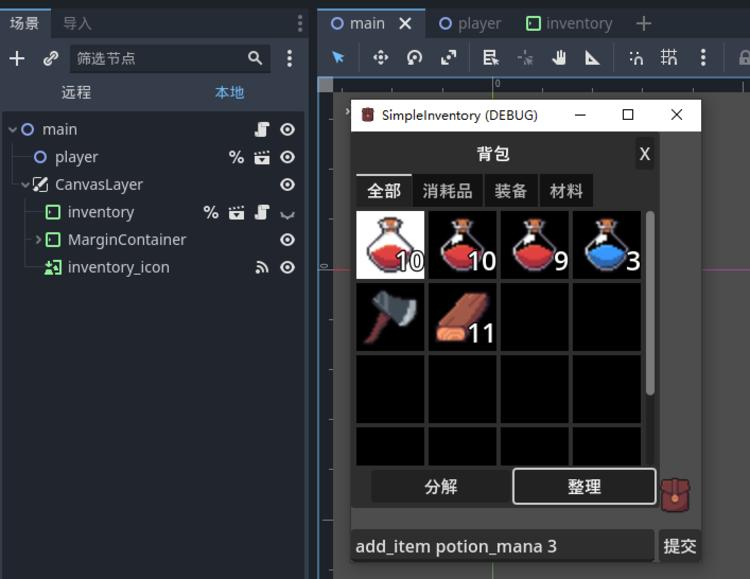 场景 导入
main player inventory
筛选节点
远程 本地
0
main
player
CanvasLayer
inventory
MarginContainer
inventory_icon
0
SimpleInventory (DEBUG)
背包 X
全部 消耗品 装备 材料
10 10 9 3
11
分解 整理
add_item potion_mana 3 提交